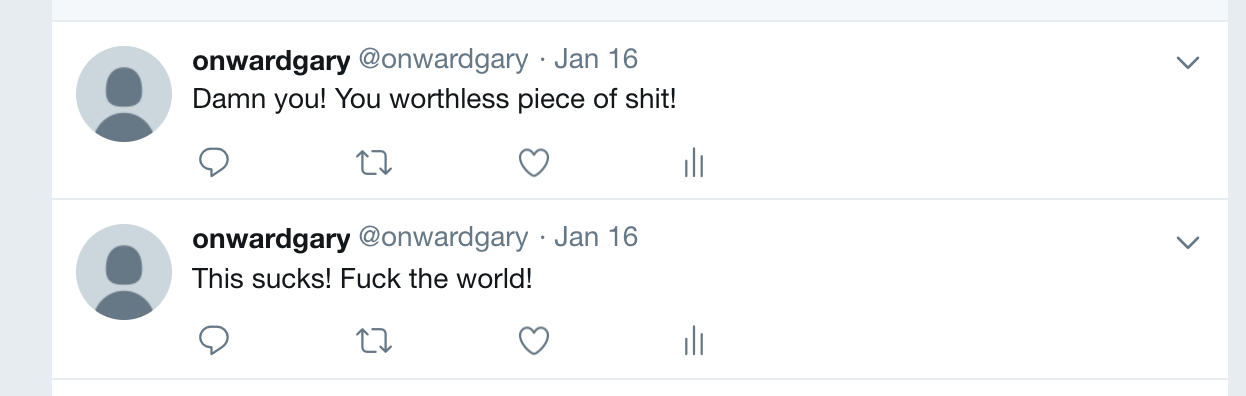 onwardgary @onwardgary · Jan 16
Damn you! You worthless piece of shit!
onwardgary @onwardgary · Jan 16
This sucks! Fuck the world!